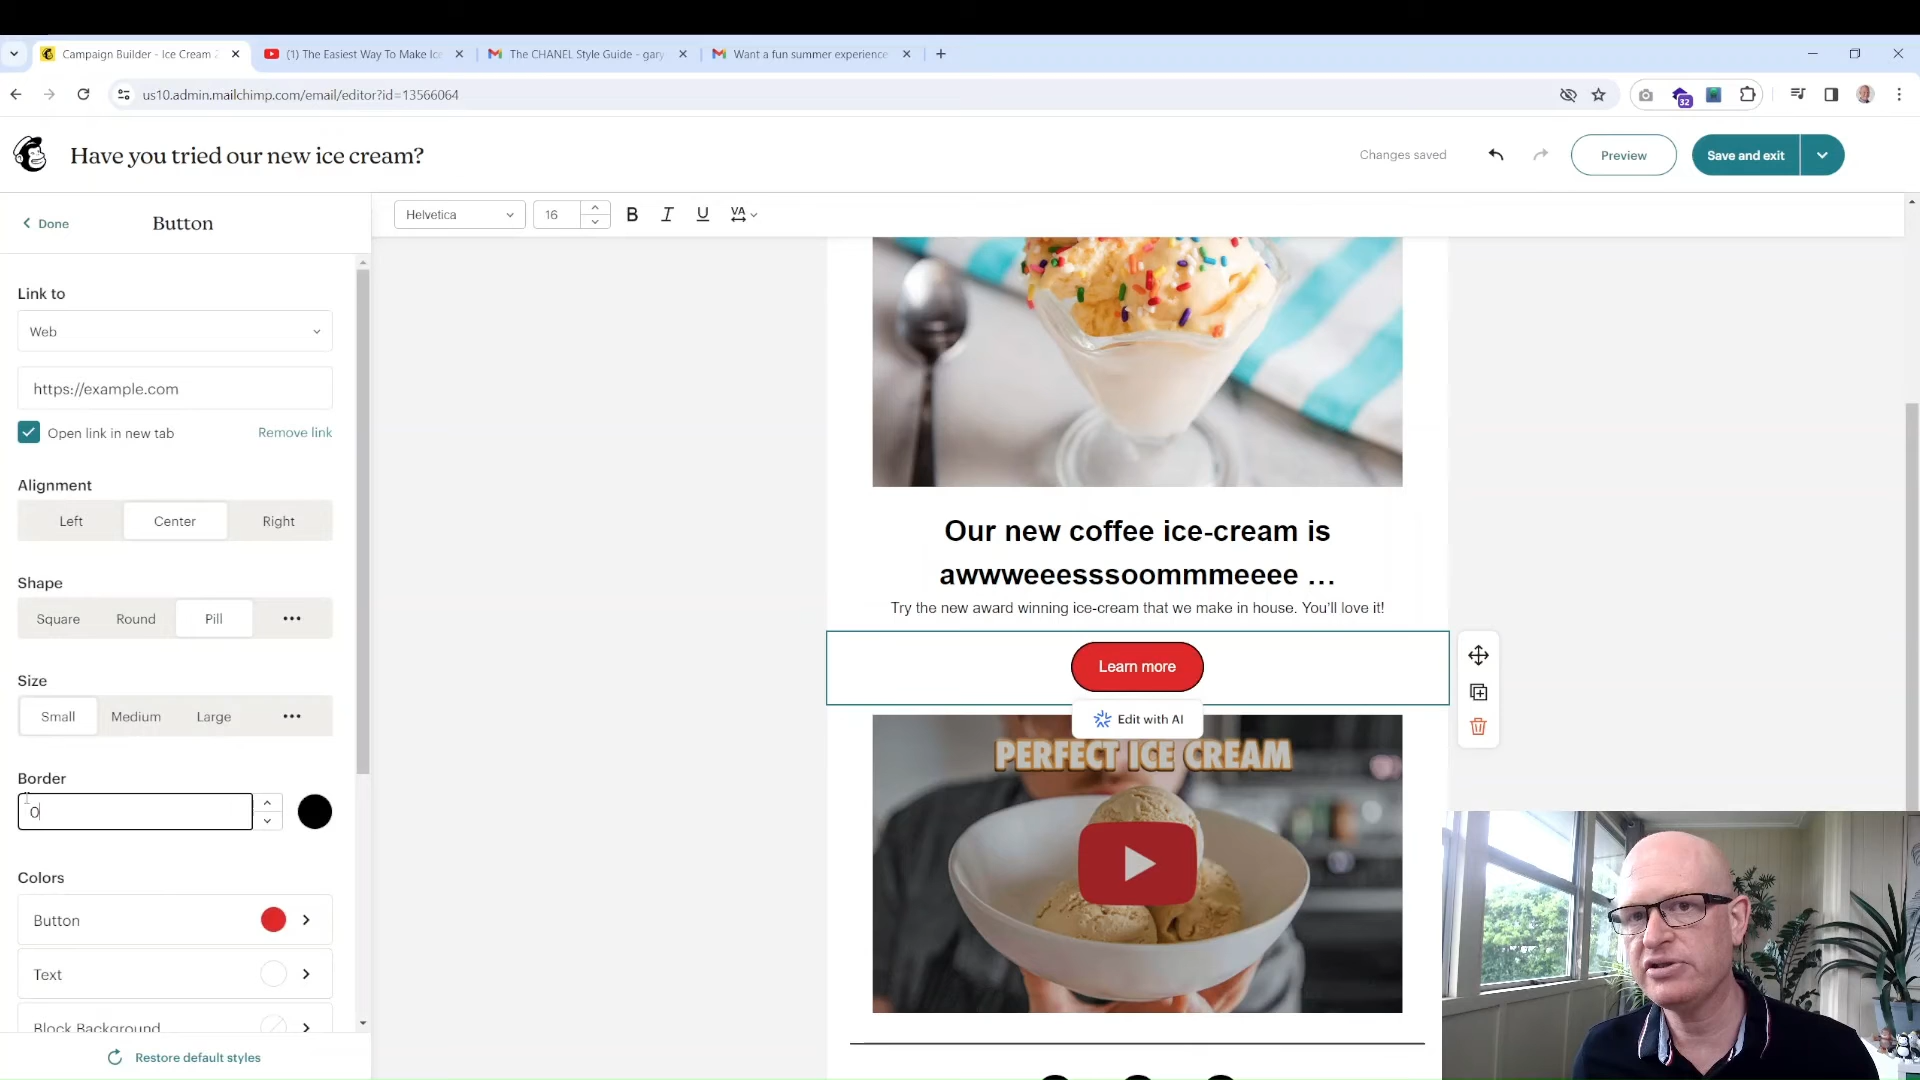 Campaign Builder - Ice Cream 2
(1) The Easiest Way To Make Ice
The CHANEL Style Guide - gary
Want a fun summer experience
us10.admin.mailchimp.com/email/editor?id=13566064
32
Have you tried our new ice cream?
Changes saved
Preview
Save and exit
Done
Button
Helvetica
16
B
I
U
VA
Link to
Web
https://example.com
Open link in new tab
Remove link
Alignment
Left
Center
Right
Shape
Square
Round
Pill
Size
Small
Medium
Large
Border
0
Colors
Button
Text
Block Background
Restore default styles
Our new coffee ice-cream is
awwweeesssoommmeeee …
Try the new award winning ice-cream that we make in house. You'll love it!
Learn more
Edit with AI
PERFECT ICE CREAM